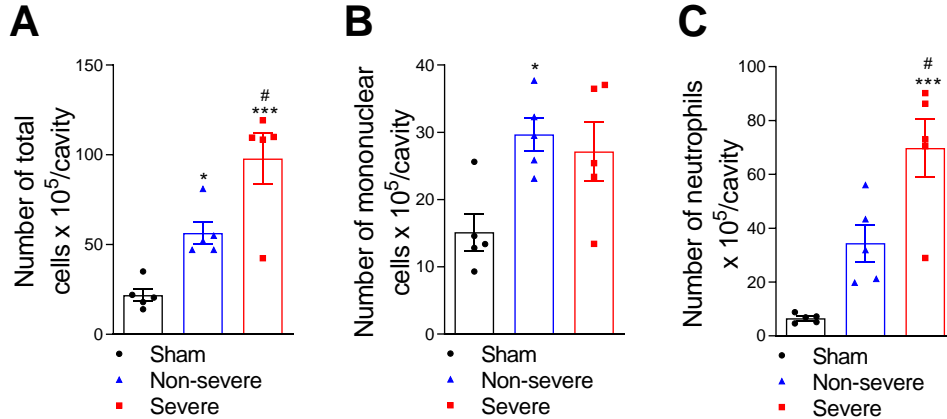 A
Number of total
cells x 10⁵/cavity
150
100
50
0
*
#
***
Sham
Non-severe
Severe
B
Number of mononuclear
cells x 10⁵/cavity
40
30
20
10
0
*
Sham
Non-severe
Severe
C
Number of neutrophils
x 10⁵/cavity
100
80
60
40
20
0
#
***
Sham
Non-severe
Severe